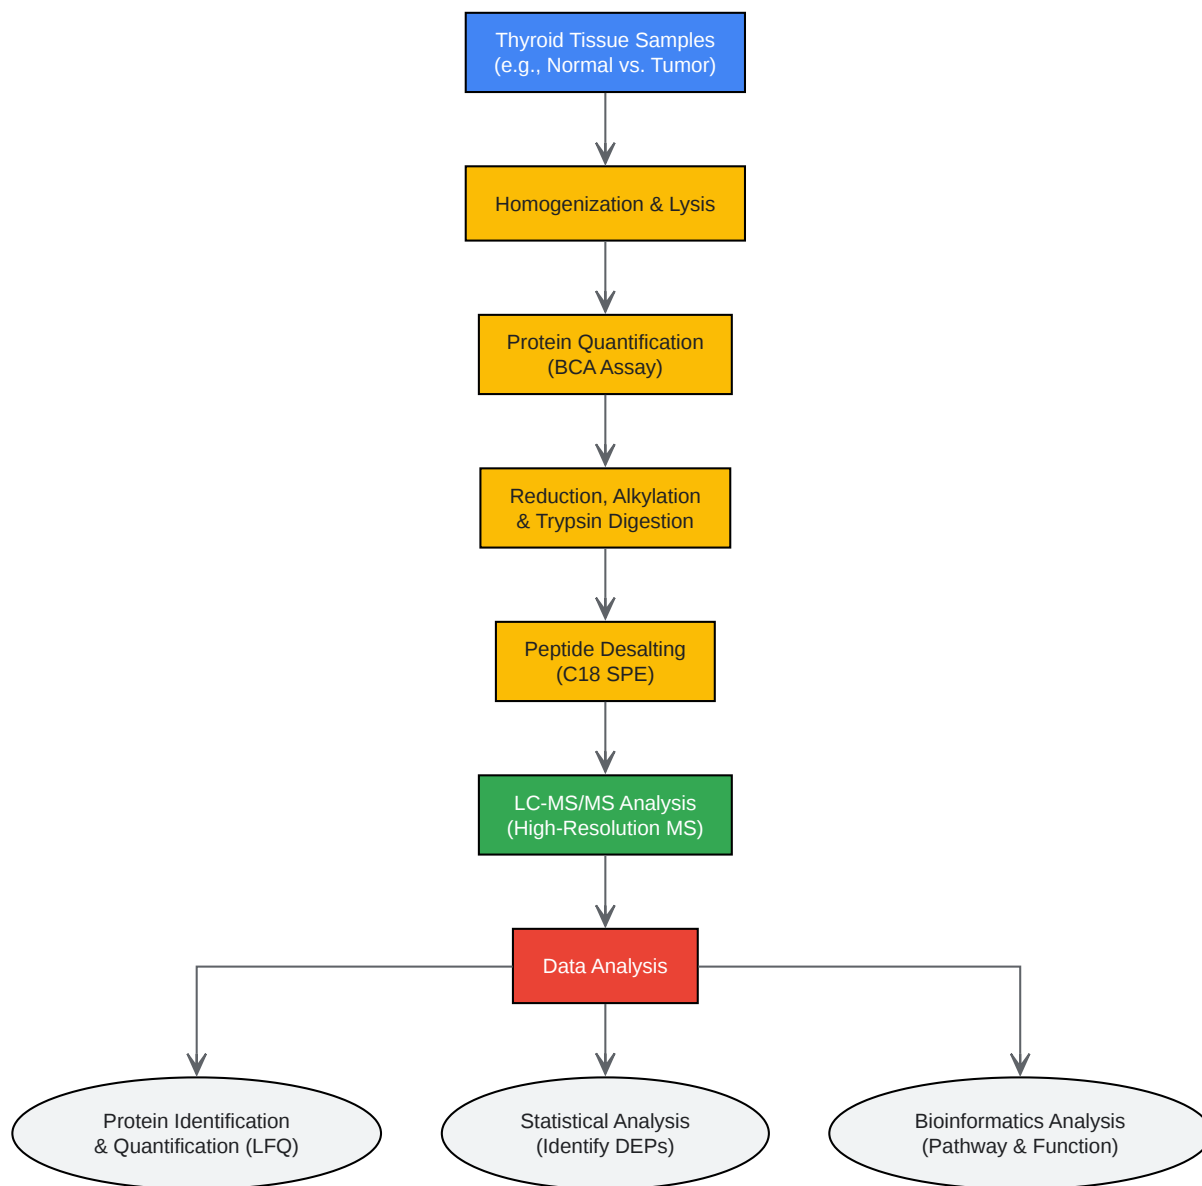 Thyroid Tissue Samples
(e.g., Normal vs. Tumor)
Homogenization & Lysis
Protein Quantification
(BCA Assay)
Reduction, Alkylation
& Trypsin Digestion
Peptide Desalting
(C18 SPE)
LC-MS/MS Analysis
(High-Resolution MS)
Data Analysis
Protein Identification
& Quantification (LFQ)
Statistical Analysis
(Identify DEPs)
Bioinformatics Analysis
(Pathway & Function)